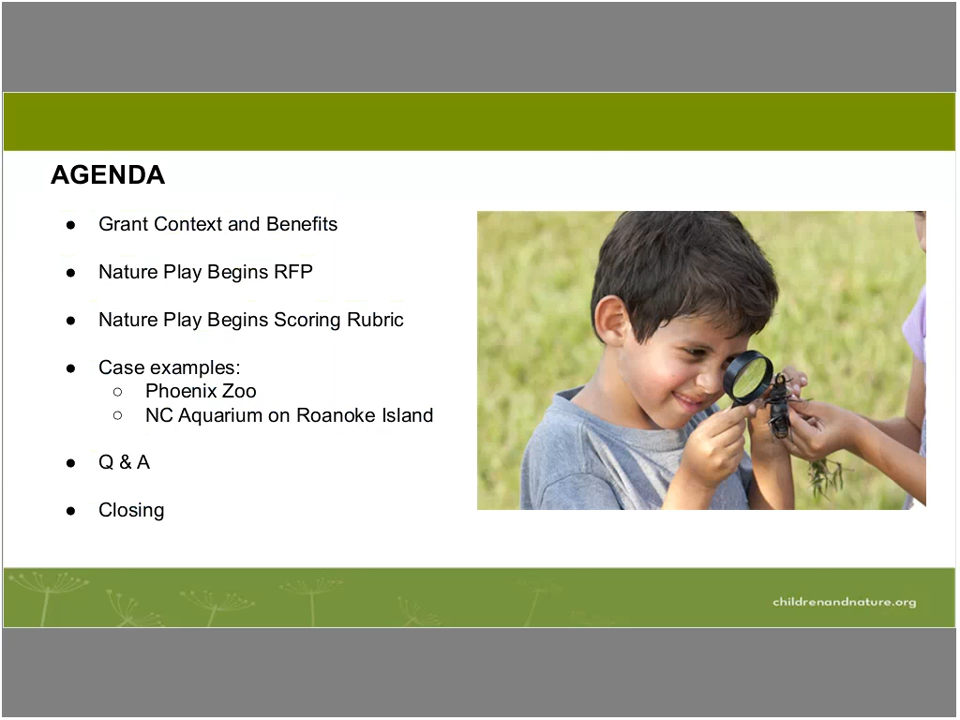 AGENDA
● Grant Context and Benefits
● Nature Play Begins RFP
● Nature Play Begins Scoring Rubric
● Case examples:
○ Phoenix Zoo
○ NC Aquarium on Roanoke Island
● Q & A
● Closing
childrenandnature.org